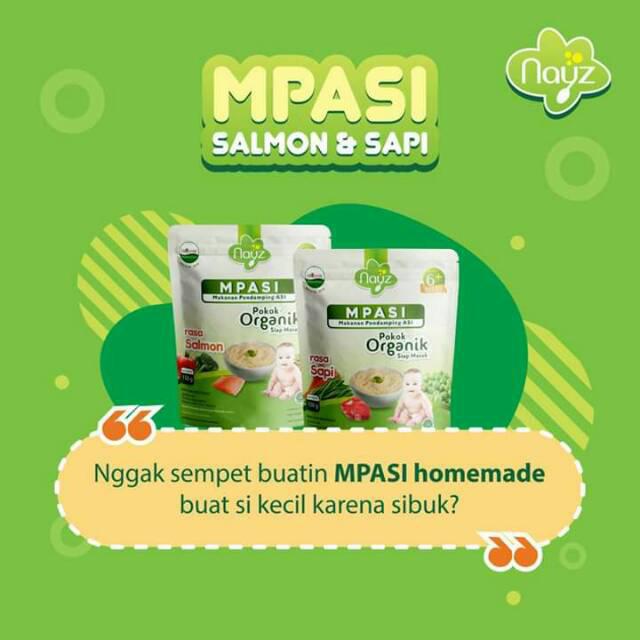 MPASI
SALMON & SAPI
Nayz
Nayz
MPASI
Makanan Pendamping ASI
Pokok
Organik
Siap Masak
rasa
Salmon
Nayz
6+
MPASI
Makanan Pendamping ASI
Pokok
Organik
Siap Masak
rasa
Sapi
Nggak sempet buatin MPASI homemade
buat si kecil karena sibuk?